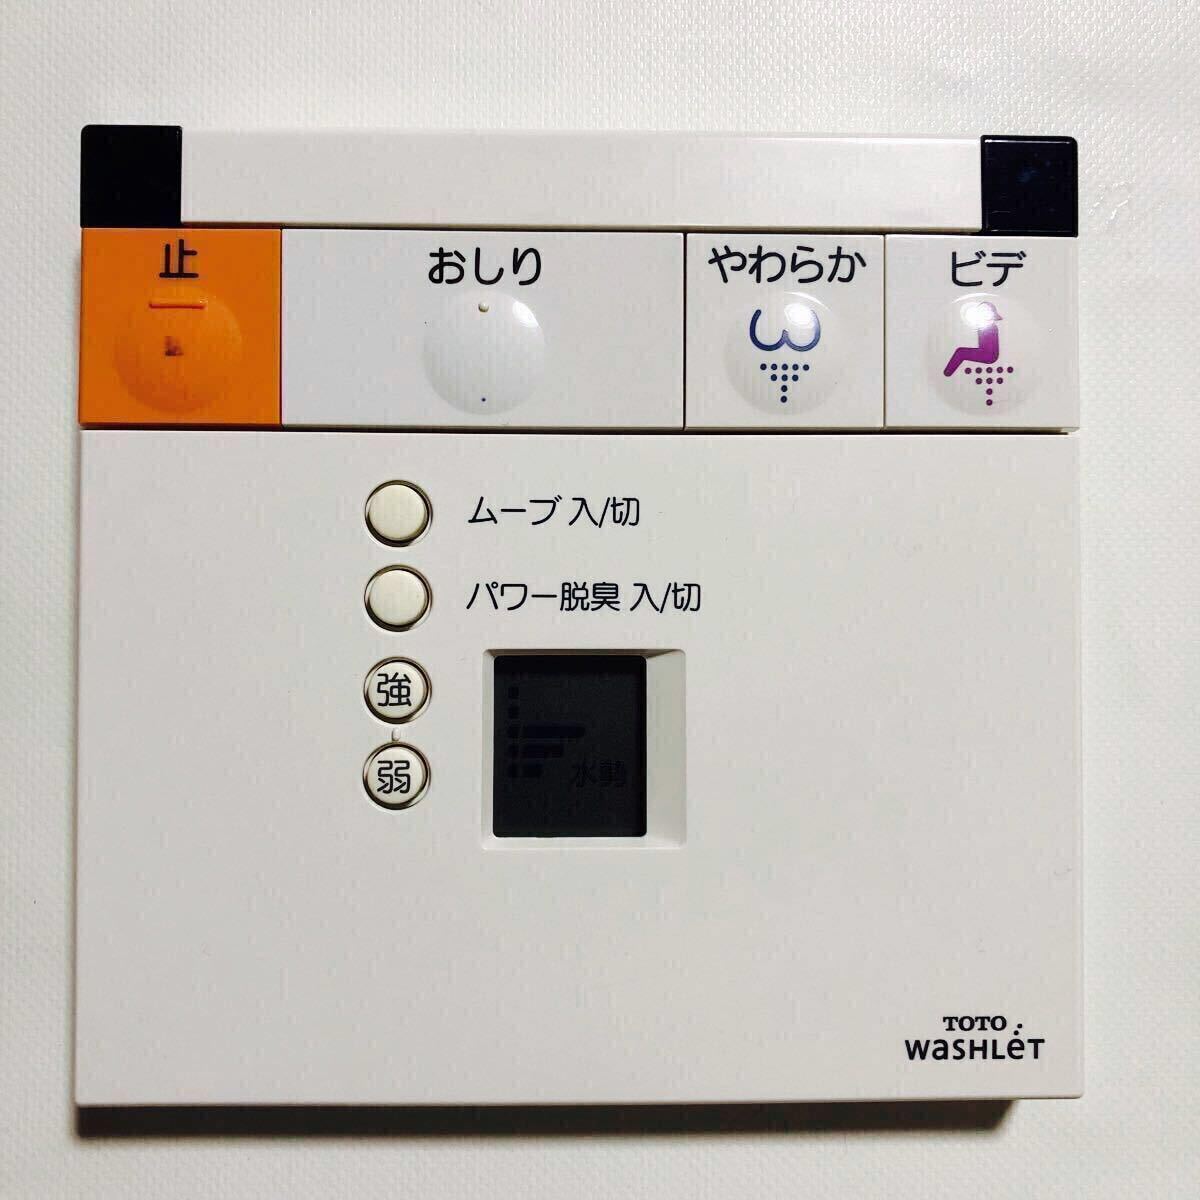 止
おしり
やわらか
ビデ
ムーブ 入/切
パワー脱臭 入/切
強
弱
水勢
TOTO
WASHLET